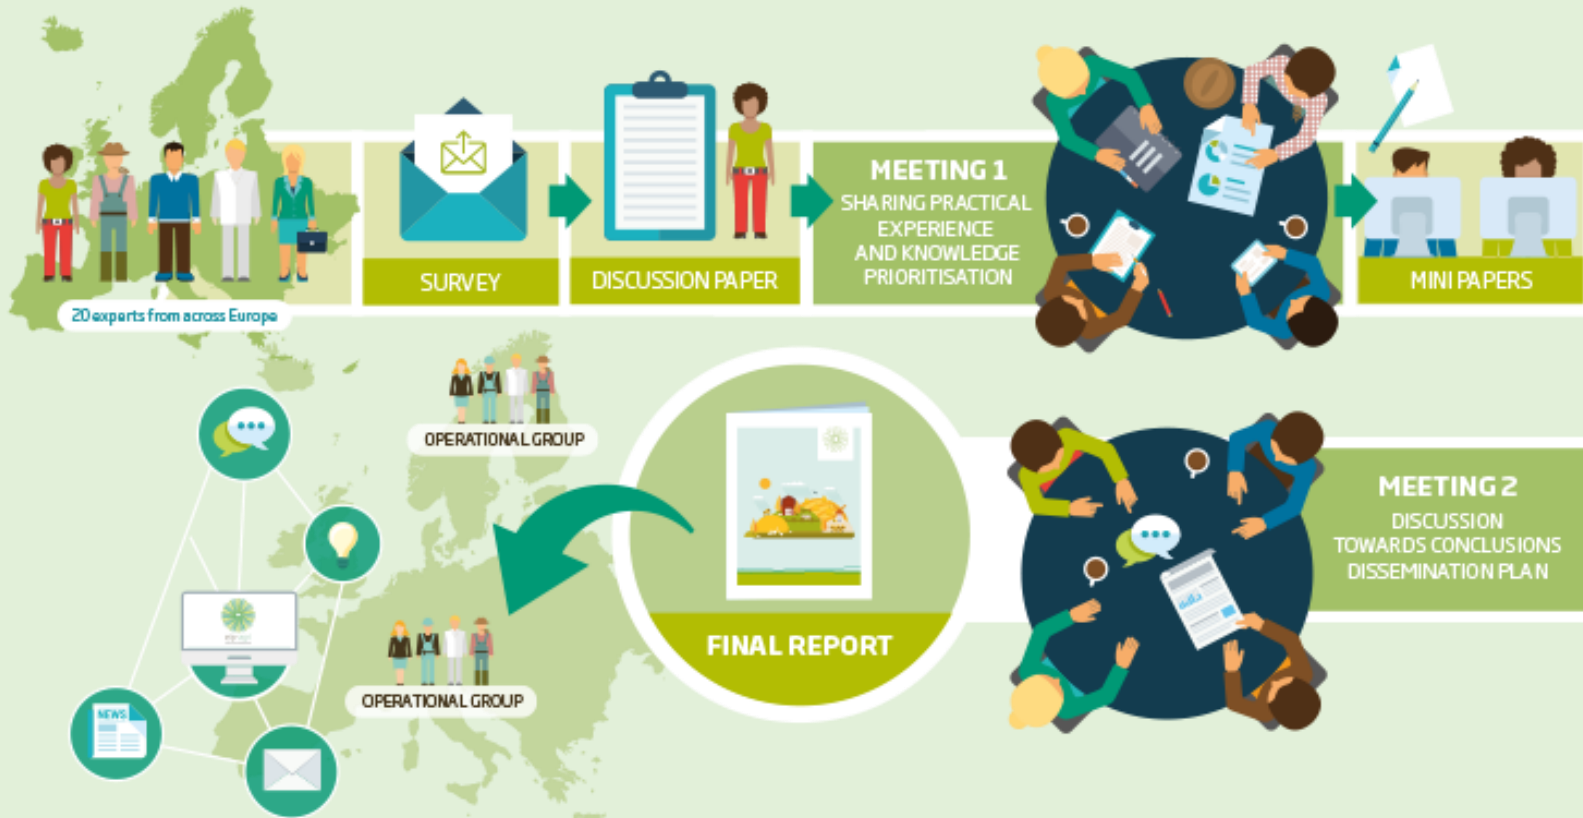 20 experts from across Europe
SURVEY
DISCUSSION PAPER
MEETING 1
SHARING PRACTICAL
EXPERIENCE
AND KNOWLEDGE
PRIORITISATION
MINI PAPERS
OPERATIONAL GROUP
OPERATIONAL GROUP
NEWS
FINAL REPORT
MEETING 2
DISCUSSION
TOWARDS CONCLUSIONS
DISSEMINATION PLAN